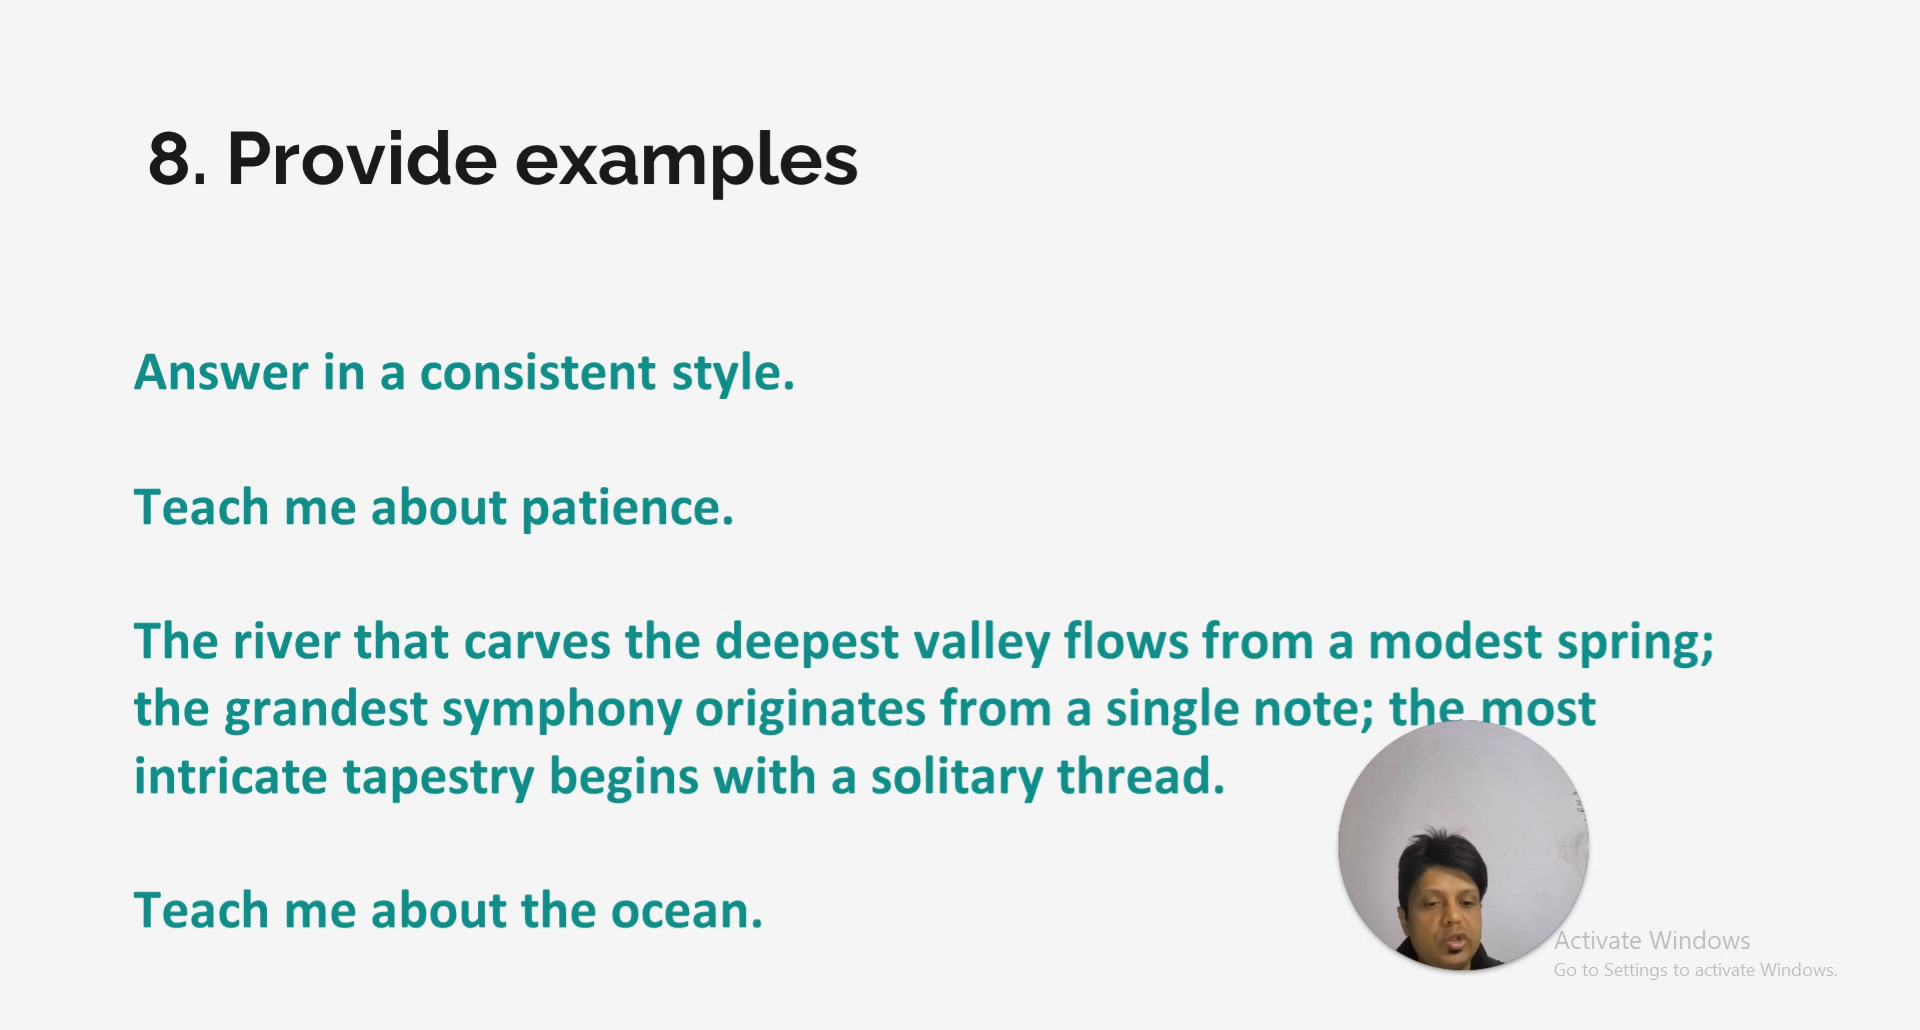 8. Provide examples
Answer in a consistent style.
Teach me about patience.
The river that carves the deepest valley flows from a modest spring;
the grandest symphony originates from a single note; the most
intricate tapestry begins with a solitary thread.
Teach me about the ocean.
Activate Windows
Go to Settings to activate Windows.